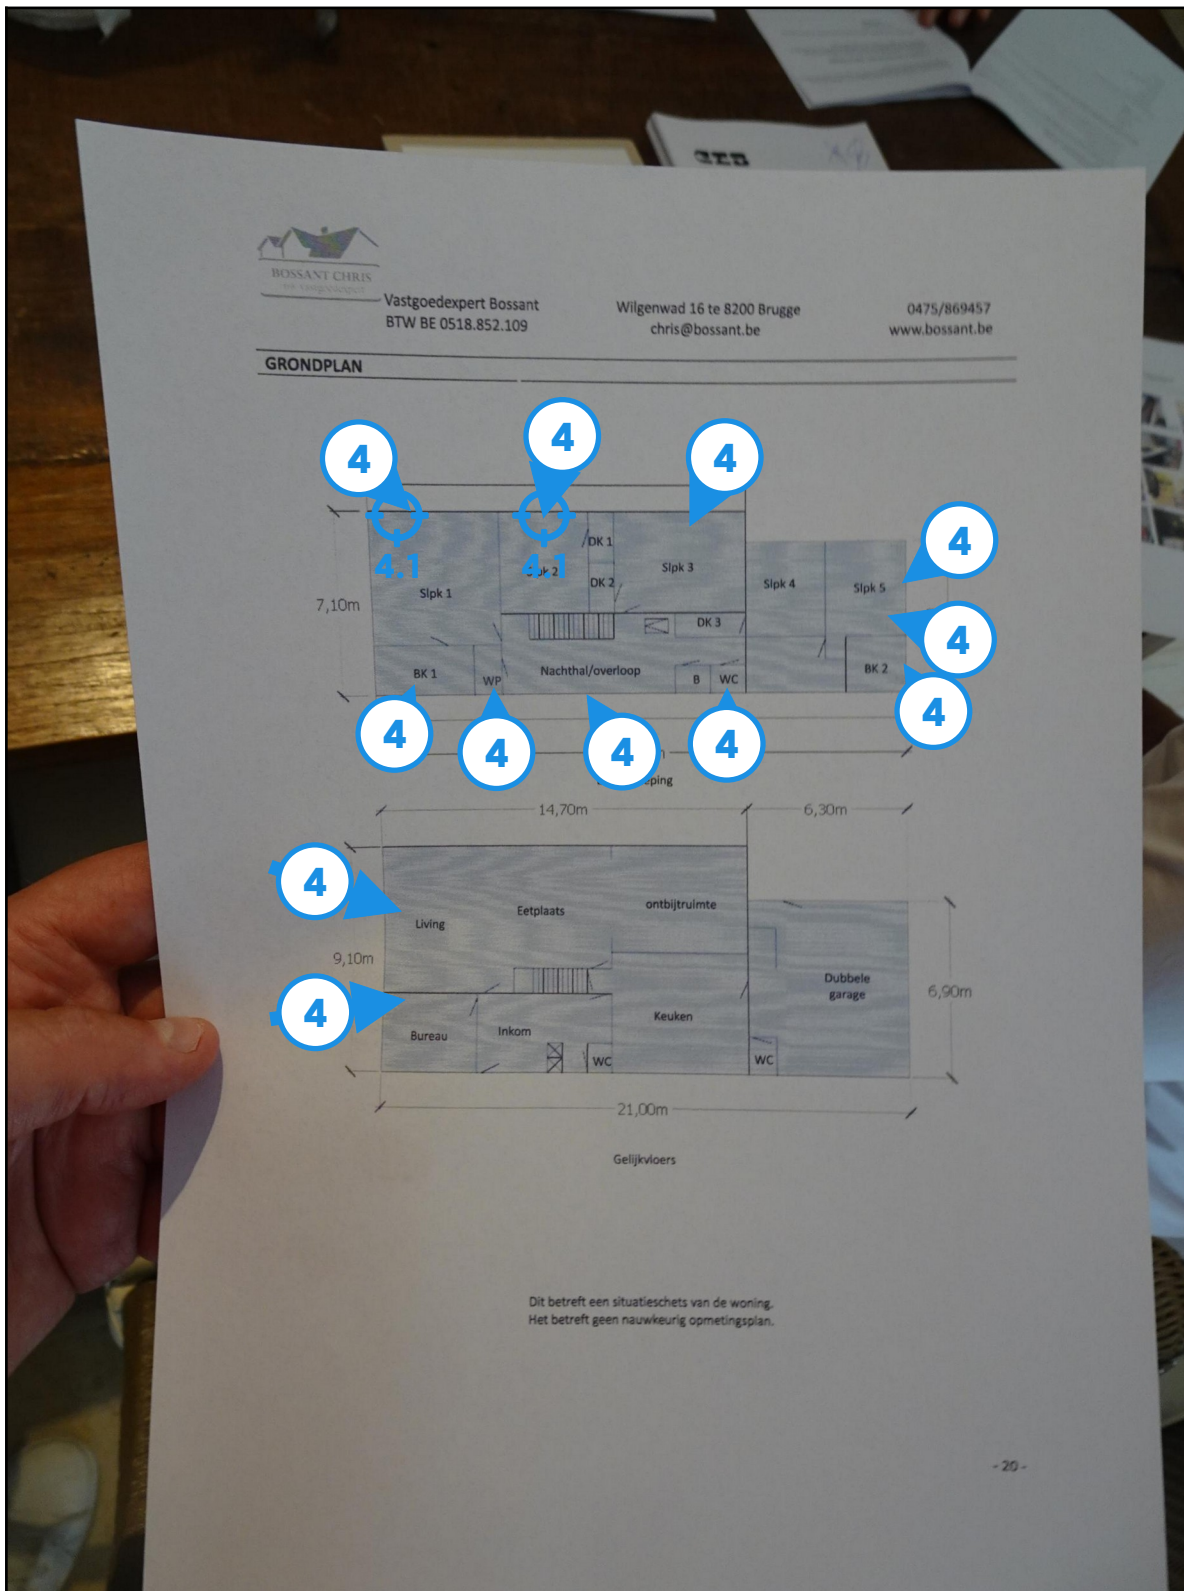 BOSSANT CHRIS
Vastgoedexpert Bossant
BTW BE 0518.852.109
Wilgenwad 16 te 8200 Brugge
chris@bossant.be
0475/869457
www.bossant.be
GRONDPLAN
4
4
4
4
4
4.1
4.1
DK 1
DK 2
Slpk 1
Slpk 3
Slpk 4
Slpk 5
7,10m
DK 3
4
BK 1
WP
Nachthal/overloop
B
WC
BK 2
4
4
4
4
4
14,70m
6,30m
4
Living
Eetplaats
ontbijtruimte
9,10m
4
Bureau
Inkom
WC
Keuken
Dubbele
garage
WC
6,90m
21,00m
Gelijkvloers
Dit betreft een situatieschets van de woning.
Het betreft geen nauwkeurig opmetingsplan.
- 20 -